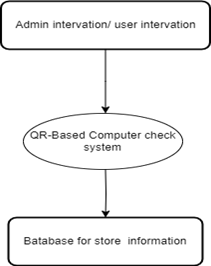 Admin intervation/ user intervation
QR-Based Computer check
system
Batabase for store information